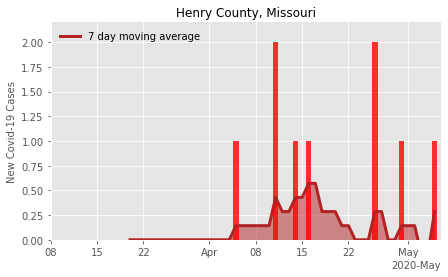 Henry County, Missouri
7 day moving average
New Covid-19 Cases
2.00
1.75
1.50
1.25
1.00
0.75
0.50
0.25
0.00
08 15 22 Apr 08 15 22 May
2020-May